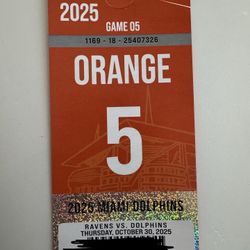 2025
GAME 05
1169 - 18 - 25407326
ORANGE
5
2025 MIAMI DOLPHINS
RAVENS VS. DOLPHINS
THURSDAY, OCTOBER 30, 2025